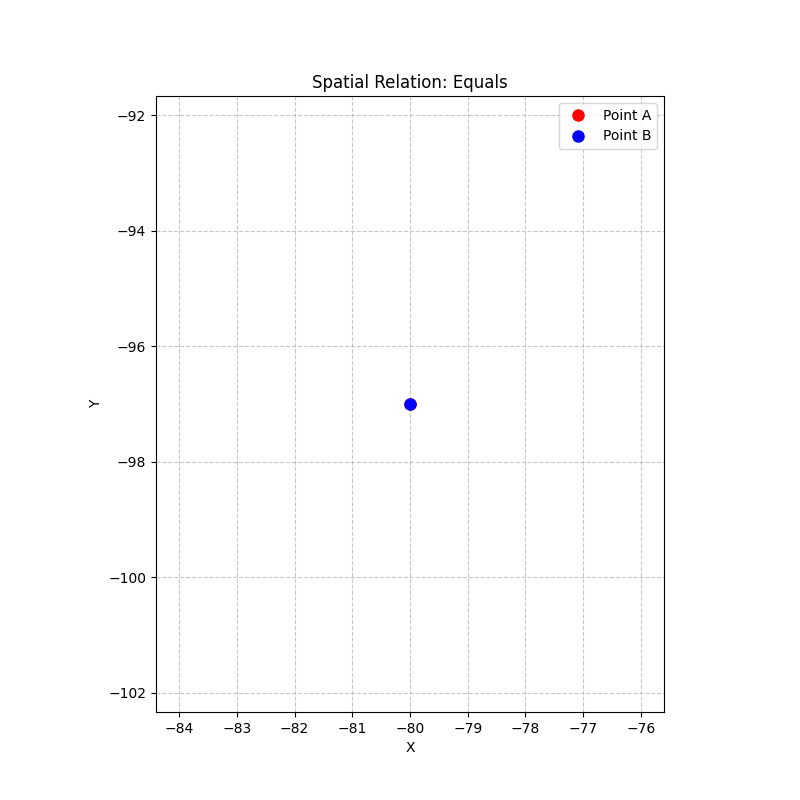 Spatial Relation: Equals
Point A
Point B
−92
−94
−96
−98
−100
−102
Y
−84 −83 −82 −81 −80 −79 −78 −77 −76
X